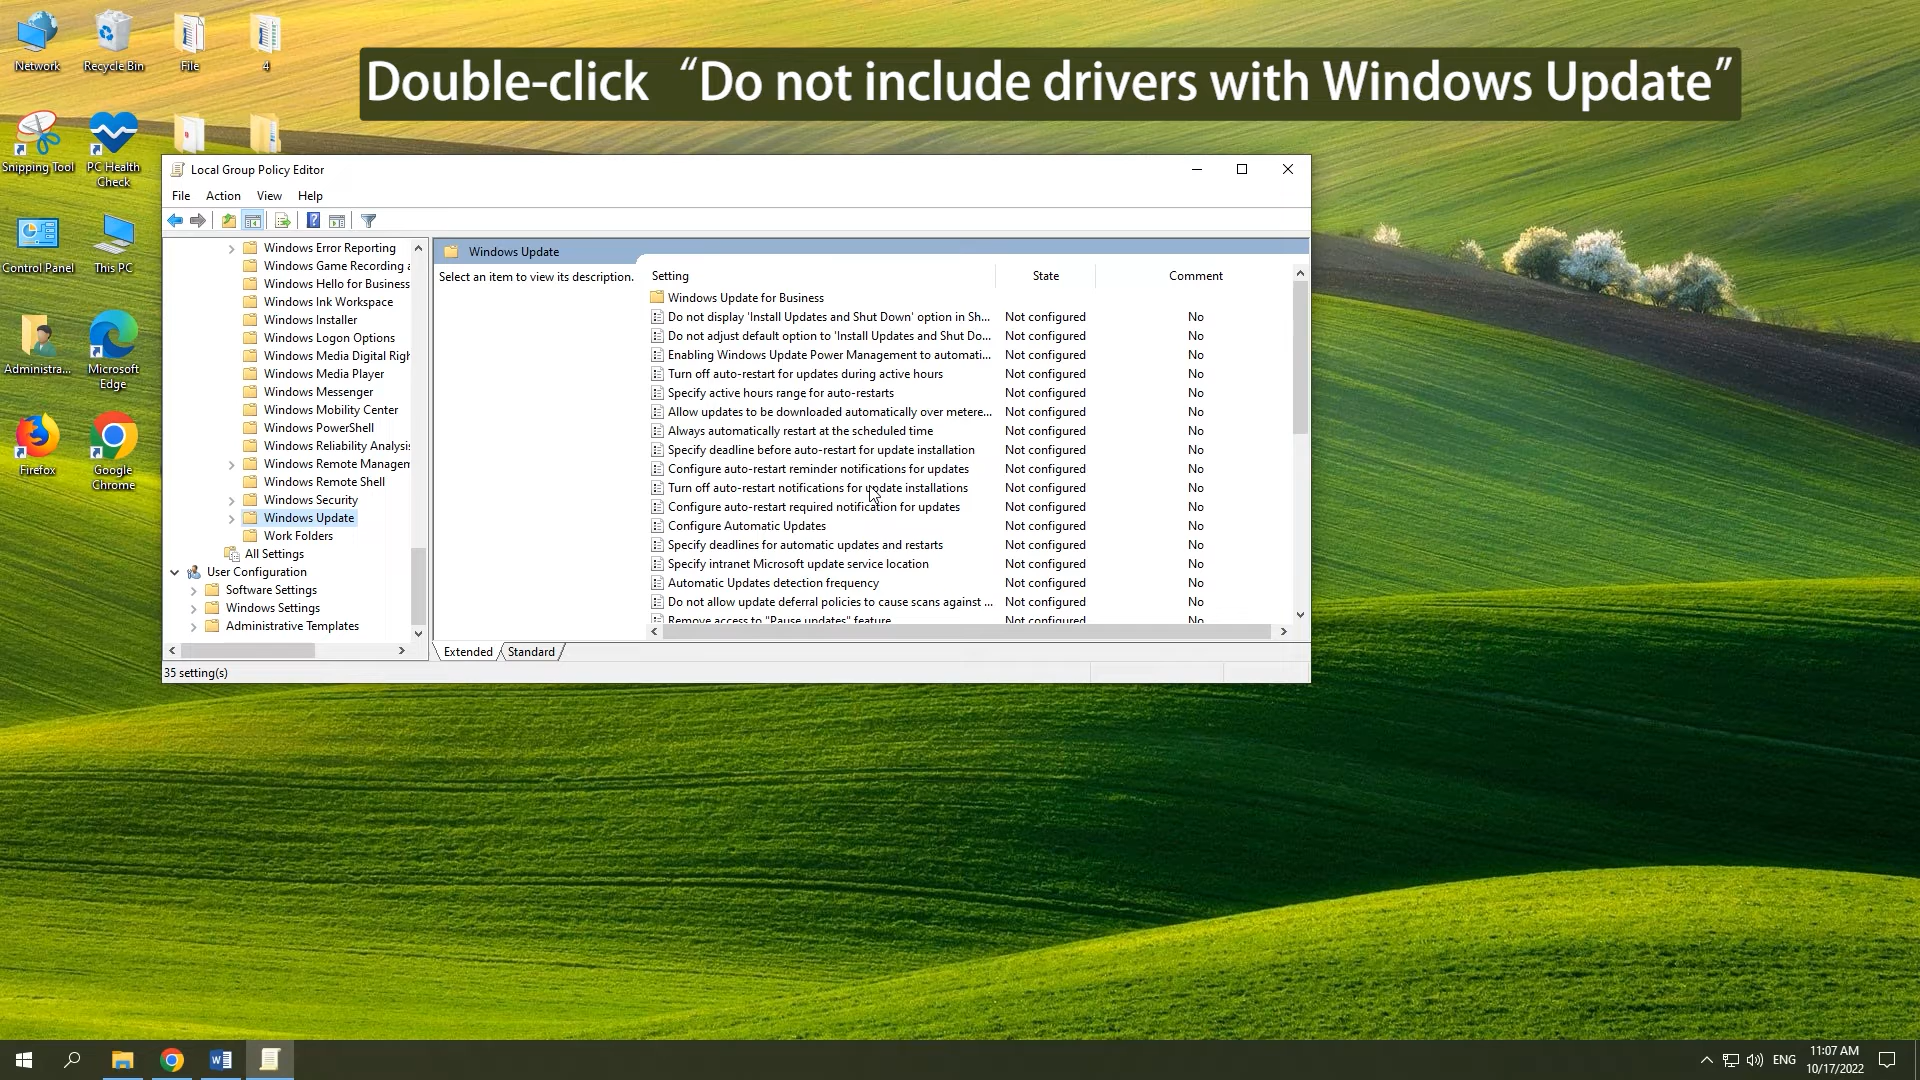 Network
Recycle Bin
File
4
Double-click “Do not include drivers with Windows Update”
Snipping Tool
PC Health
Check
Control Panel
This PC
Administra...
Microsoft
Edge
Firefox
Google
Chrome
Local Group Policy Editor
File Action View Help
Windows Error Reporting
Windows Game Recording a
Windows Hello for Business
Windows Ink Workspace
Windows Installer
Windows Logon Options
Windows Media Digital Righ
Windows Media Player
Windows Messenger
Windows Mobility Center
Windows PowerShell
Windows Reliability Analysis
Windows Remote Managem
Windows Remote Shell
Windows Security
Windows Update
Work Folders
All Settings
User Configuration
Software Settings
Windows Settings
Administrative Templates
Windows Update
Select an item to view its description.
Setting State Comment
Windows Update for Business
Do not display 'Install Updates and Shut Down' option in Sh... Not configured No
Do not adjust default option to 'Install Updates and Shut Do... Not configured No
Enabling Windows Update Power Management to automati... Not configured No
Turn off auto-restart for updates during active hours Not configured No
Specify active hours range for auto-restarts Not configured No
Allow updates to be downloaded automatically over metere... Not configured No
Always automatically restart at the scheduled time Not configured No
Specify deadline before auto-restart for update installation Not configured No
Configure auto-restart reminder notifications for updates Not configured No
Turn off auto-restart notifications for update installations Not configured No
Configure auto-restart required notification for updates Not configured No
Configure Automatic Updates Not configured No
Specify deadlines for automatic updates and restarts Not configured No
Specify intranet Microsoft update service location Not configured No
Automatic Updates detection frequency Not configured No
Do not allow update deferral policies to cause scans against ... Not configured No
Remove access to "Pause updates" feature Not configured No
Extended Standard
35 setting(s)
ENG
11:07 AM
10/17/2022